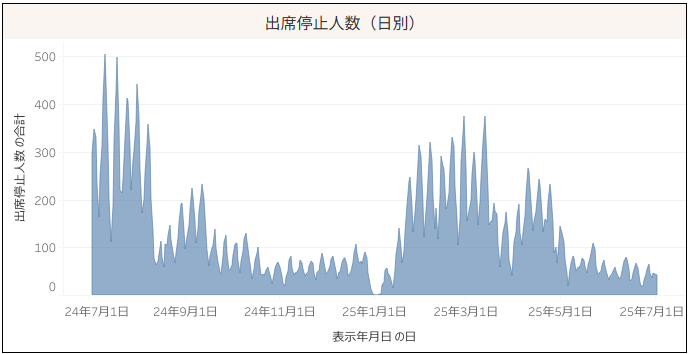 出席停止人数（日別）
500
400
300
200
100
0
出席停止人数 の合計
24年7月1日 24年9月1日 24年11月1日 25年1月1日 25年3月1日 25年5月1日 25年7月1日
表示年月日 の日